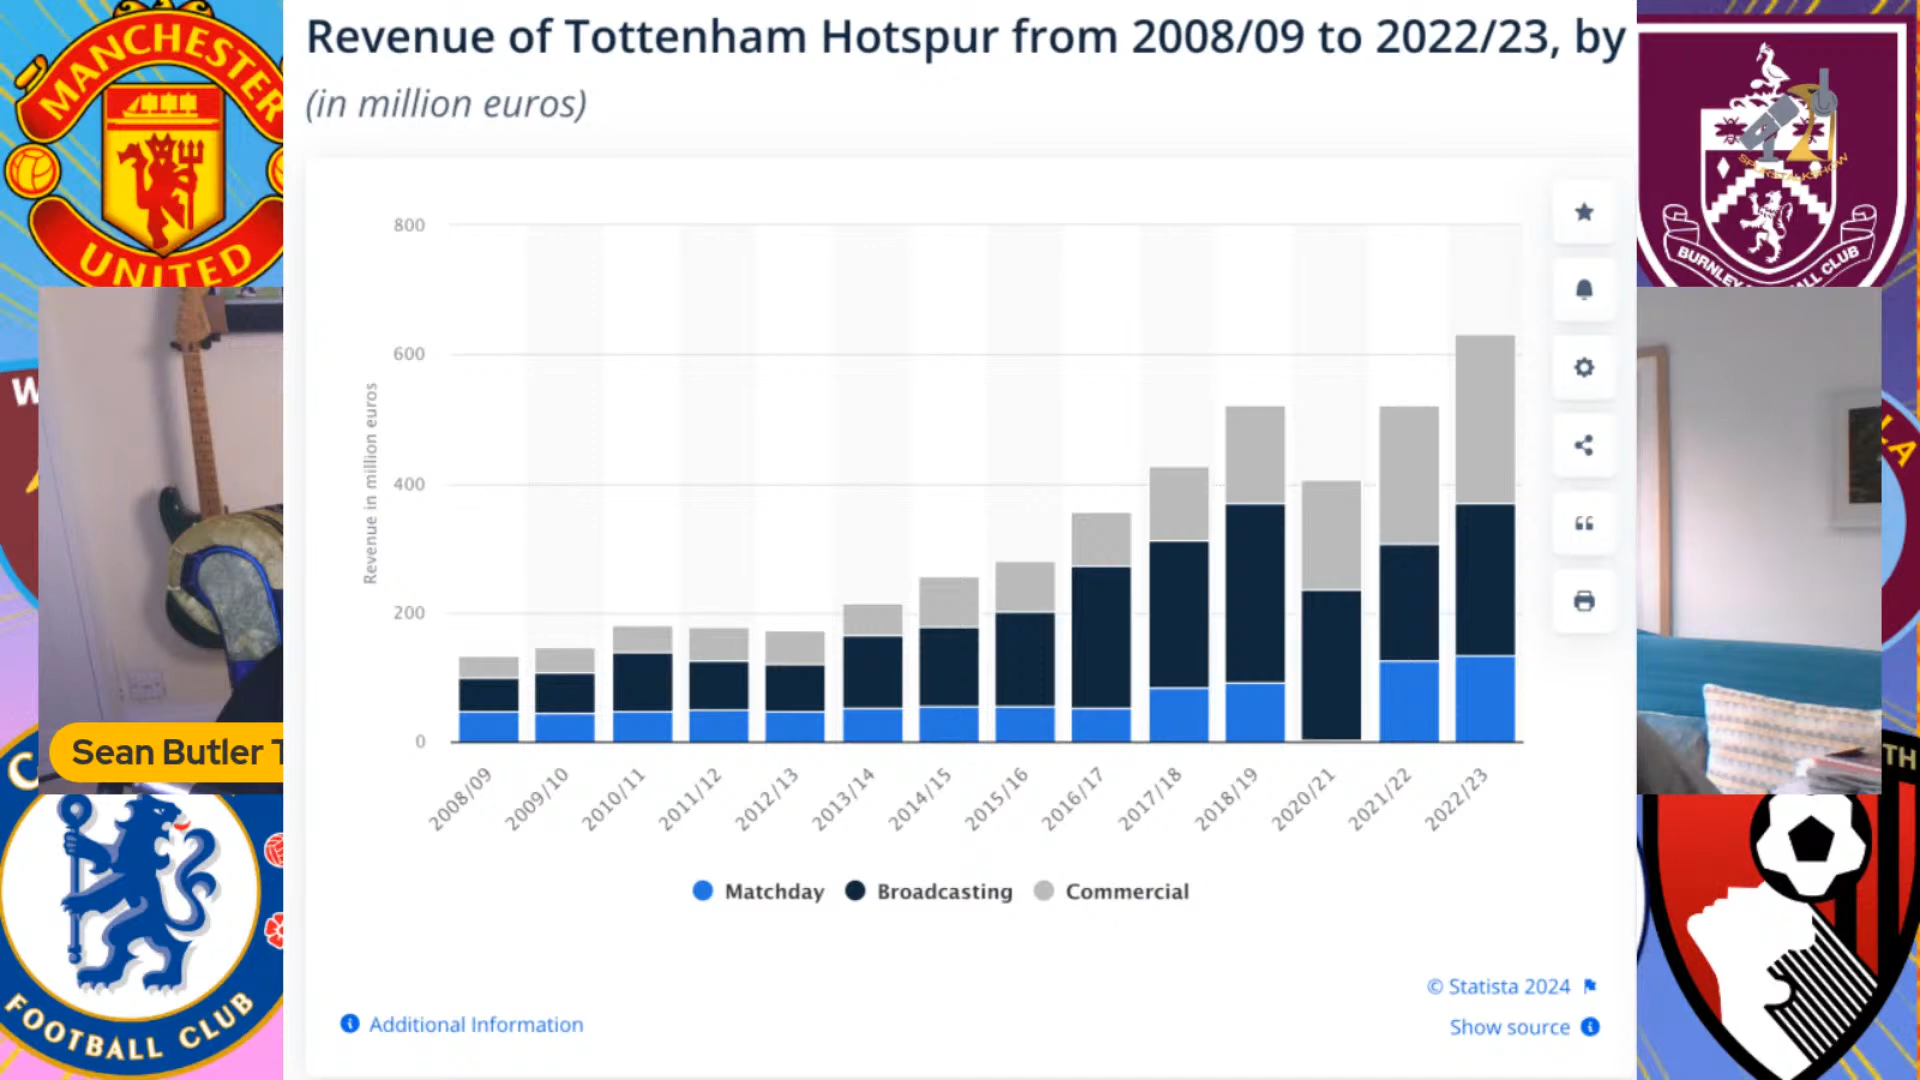 Revenue of Tottenham Hotspur from 2008/09 to 2022/23, by
(in million euros)
MANCHESTER
UNITED
800
600
400
200
0
Revenue in million euros
2008/09
2009/10
2010/11
2011/12
2012/13
2013/14
2014/15
2015/16
2016/17
2017/18
2018/19
2020/21
2021/22
2022/23
Matchday
Broadcasting
Commercial
© Statista 2024
Additional Information
Show source
W
Sean Butler T
C
FOOTBALL CLUB
LA
TH